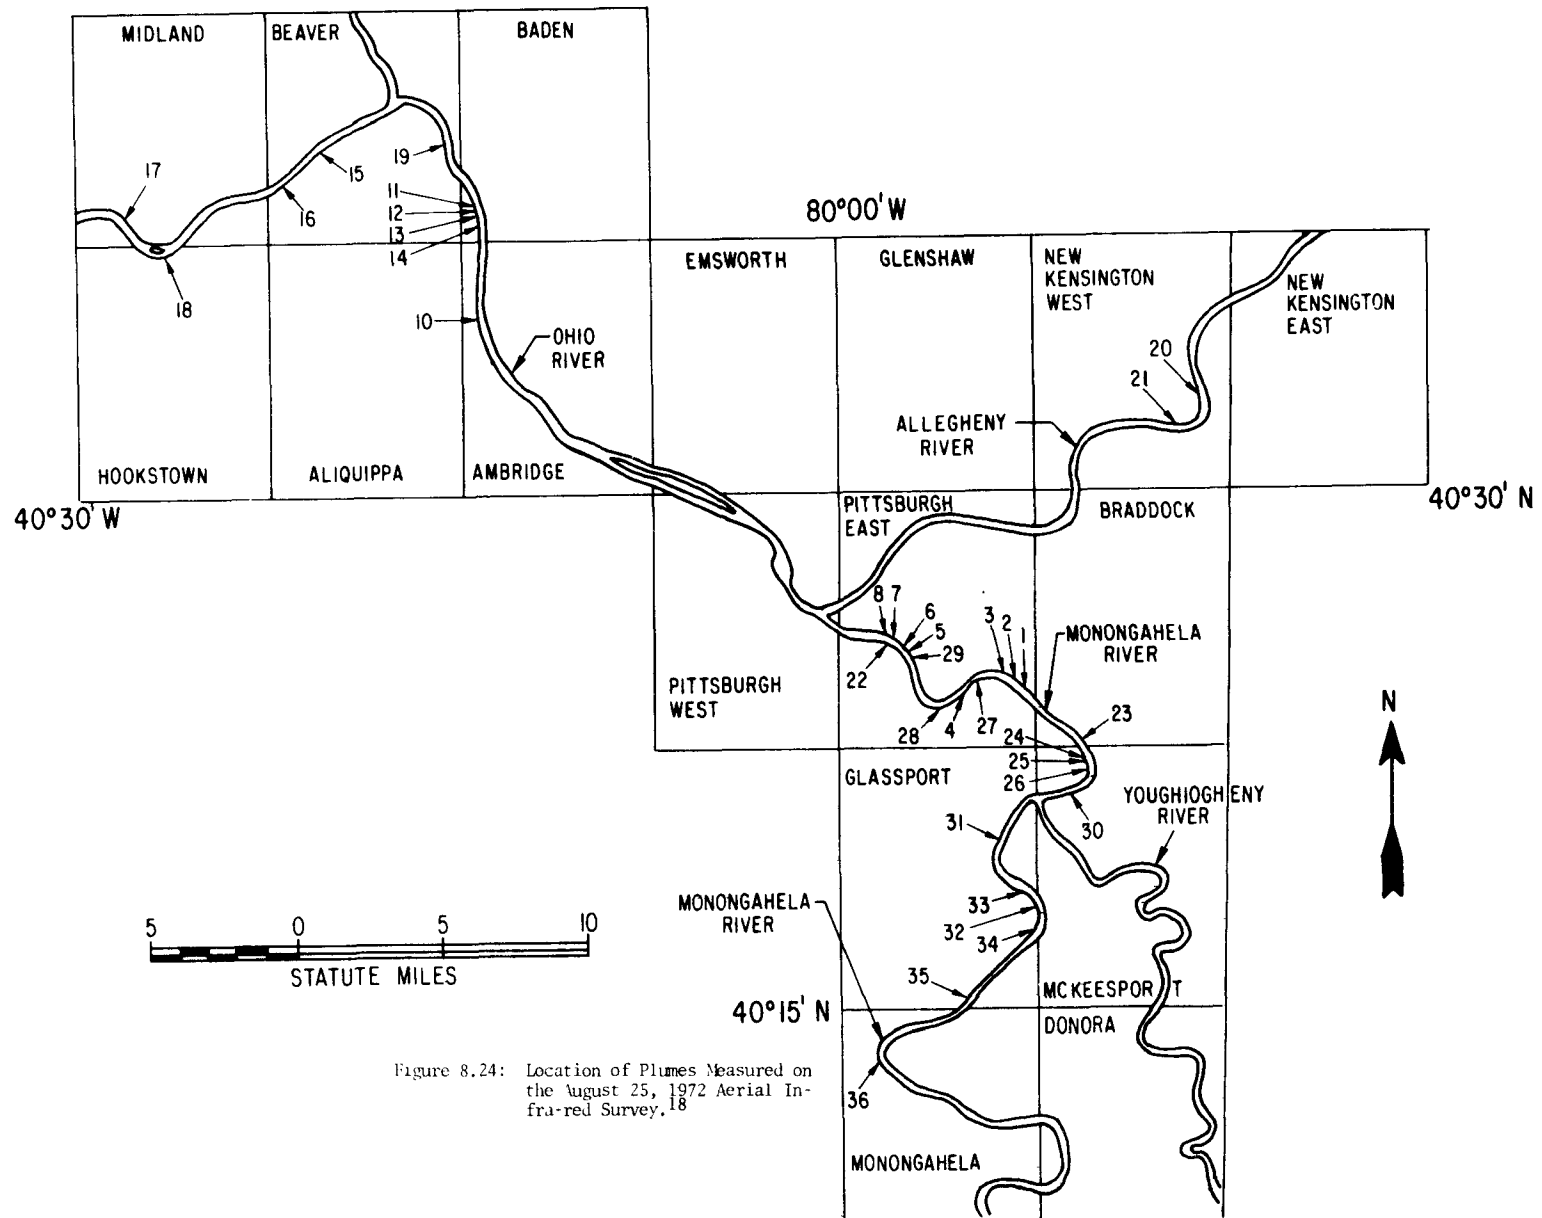 MIDLAND
BEAVER
BADEN
17
15
16
18
19
11
12
13
14
10
OHIO
RIVER
80°00' W
EMSWORTH
GLENSHAW
NEW
KENSINGTON
WEST
NEW
KENSINGTON
EAST
20
21
ALLEGHENY
RIVER
HOOKSTOWN
ALIQUIPPA
AMBRIDGE
40°30' W
40°30' N
PITTSBURGH
EAST
BRADDOCK
8
7
6
5
29
22
3
2
1
MONONGAHELA
RIVER
PITTSBURGH
WEST
28
4
27
23
24
25
26
N
GLASSPORT
YOUGHIOGHENY
RIVER
31
30
MONONGAHELA
RIVER
33
32
34
5
0
5
10
STATUTE MILES
35
MCKEESPORT
40°15' N
DONORA
Figure 8.24: Location of Plumes Measured on
the August 25, 1972 Aerial In-
fra-red Survey.18
36
MONONGAHELA